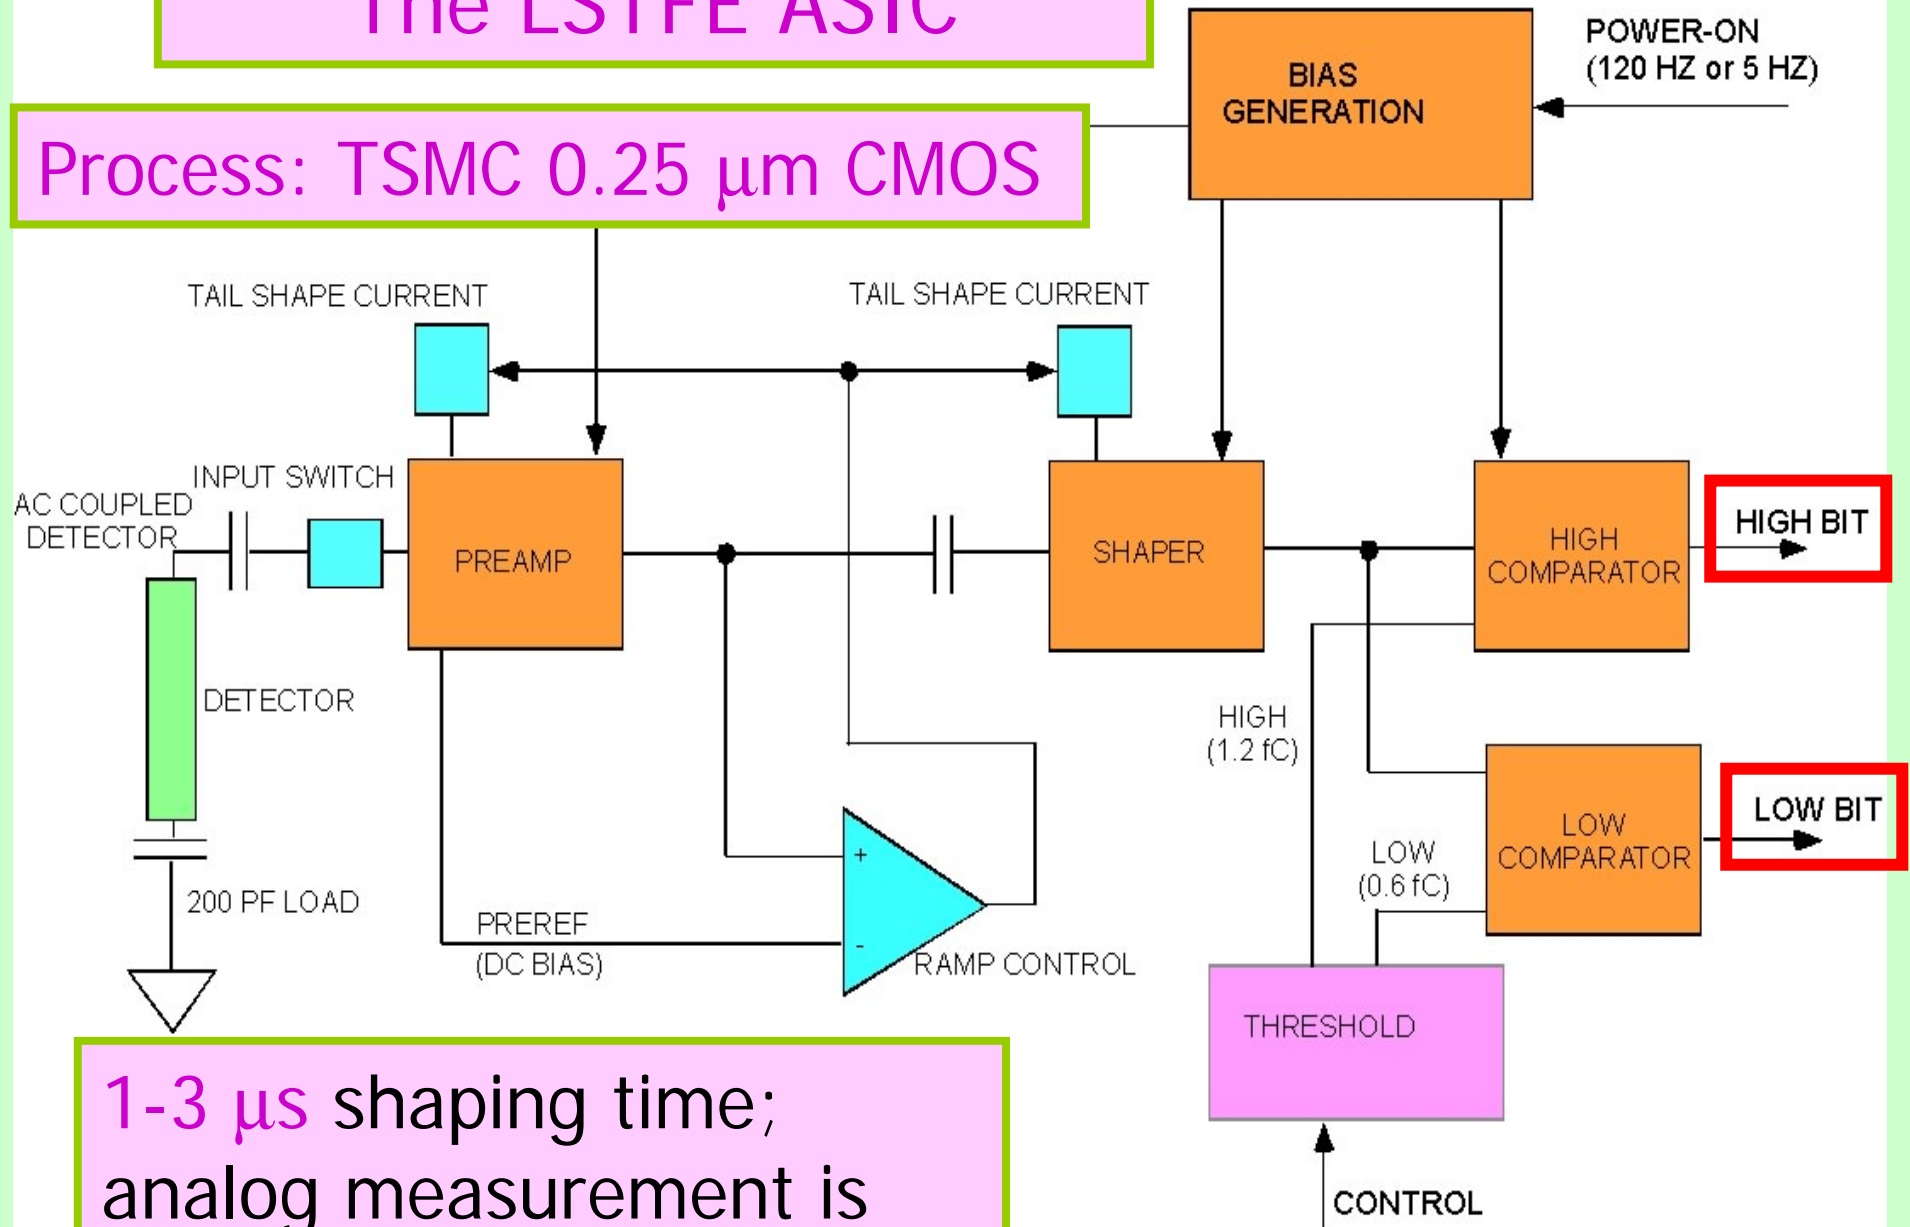 The LSTFE ASIC
POWER-ON
(120 HZ or 5 HZ)
BIAS
GENERATION
Process: TSMC 0.25 μm CMOS
TAIL SHAPE CURRENT
TAIL SHAPE CURRENT
INPUT SWITCH
AC COUPLED
DETECTOR
PREAMP
SHAPER
HIGH
COMPARATOR
HIGH BIT
DETECTOR
HIGH
(1.2 fC)
LOW
COMPARATOR
LOW BIT
LOW
(0.6 fC)
+
-
200 PF LOAD
PREREF
(DC BIAS)
RAMP CONTROL
THRESHOLD
1-3 μs shaping time;
analog measurement is
CONTROL